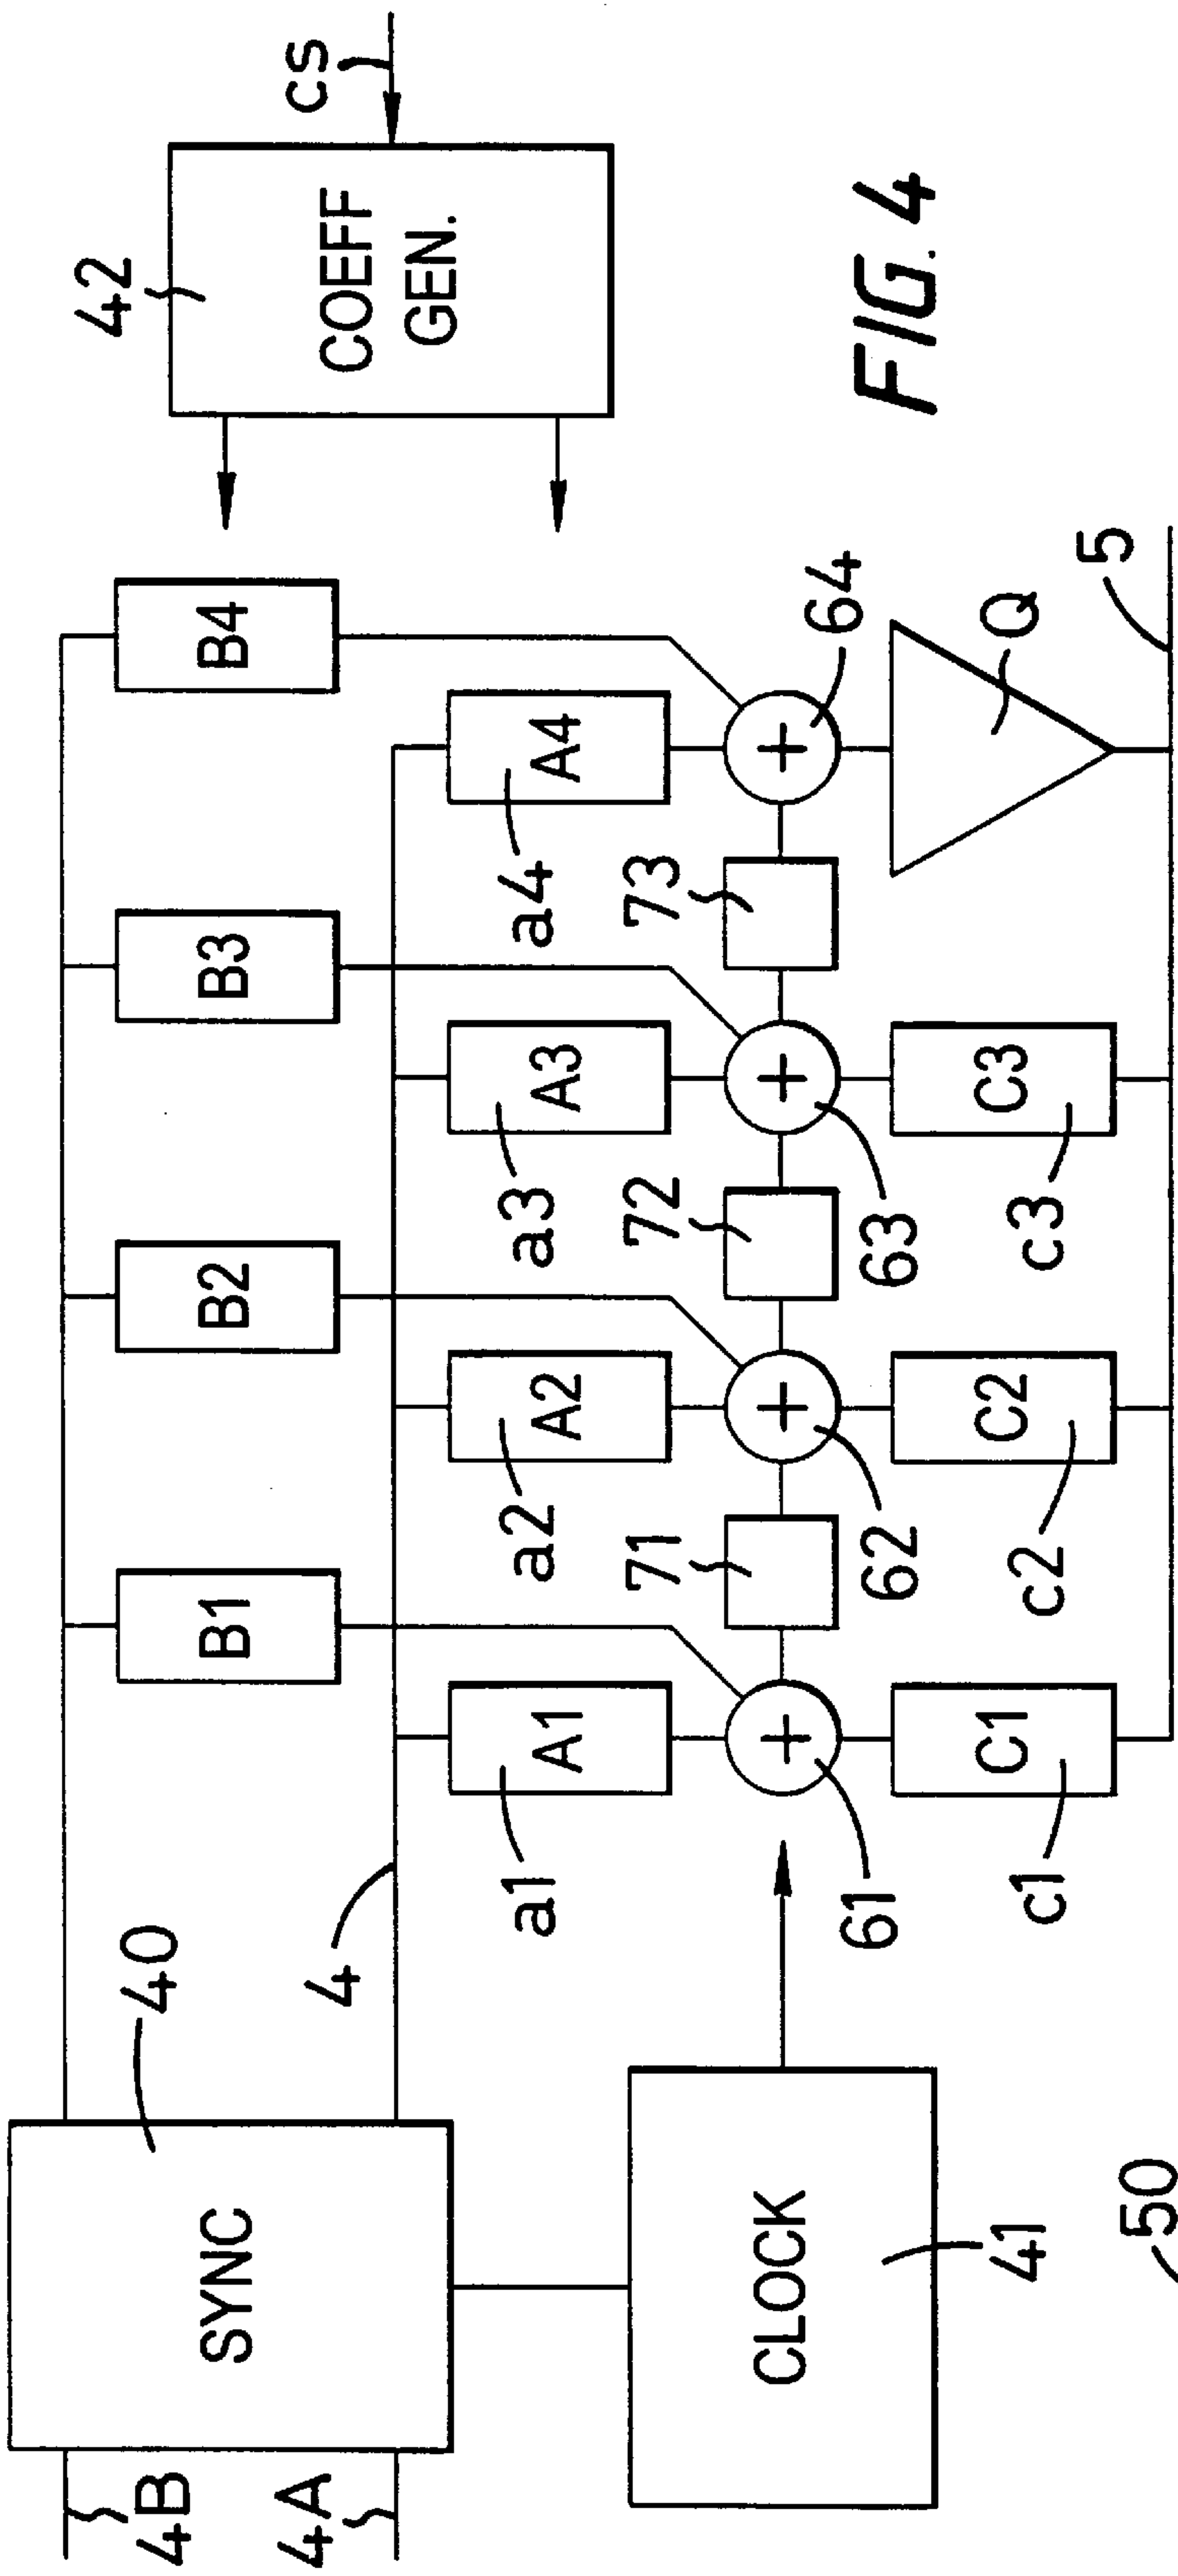 42
COEFF
GEN.
cs
FIG. 4
B1
B2
B3
B4
40
4
SYNC
4B
4A
a1
A1
a2
A2
a3
A3
a4
A4
71
72
73
61
62
63
64
CLOCK
41
c1
C1
c2
C2
c3
C3
Q
5
50